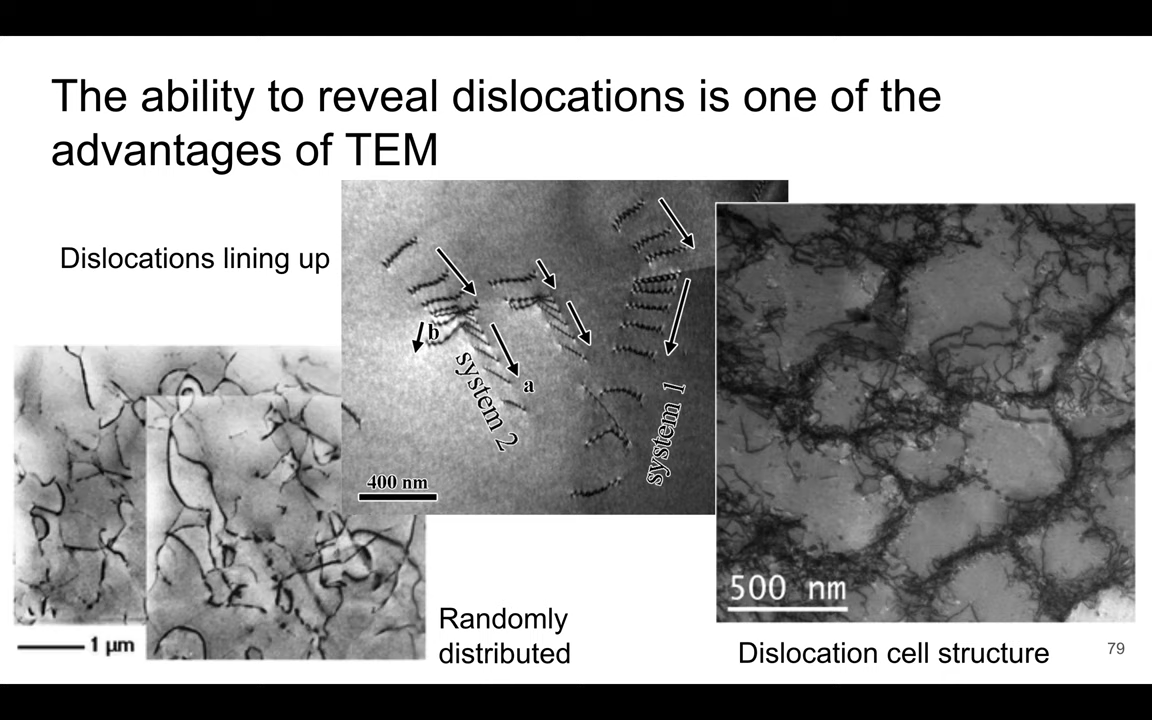 The ability to reveal dislocations is one of the
advantages of TEM
Dislocations lining up
b
a
system 2
system 1
400 nm
500 nm
1 µm
Randomly
distributed
Dislocation cell structure
79